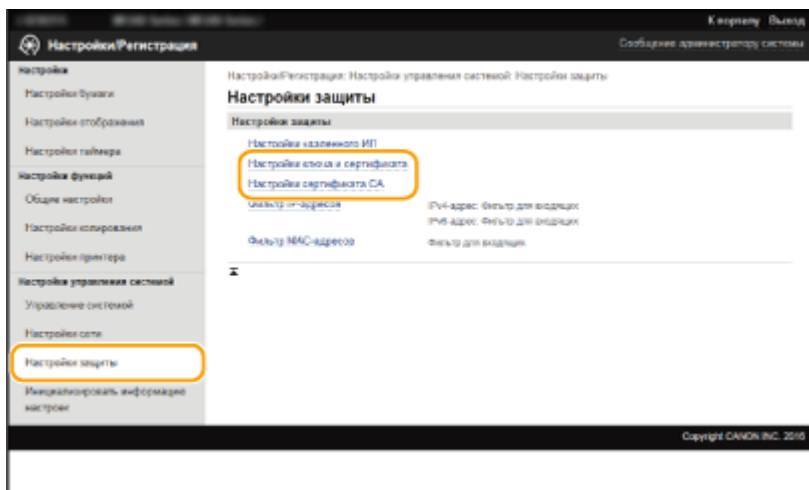 К порталу Выход
Настройки/Регистрация
Сообщение администратору системы
Настройки
Настройки бумаги
Настройки отображения
Настройки таймера
Настройки функций
Общие настройки
Настройки копирования
Настройки принтера
Настройки управления системой
Управление системой
Настройки сети
Настройки защиты
Инициализировать информацию
настроек
Настройки/Регистрация: Настройки управления системой: Настройки защиты
Настройки защиты
Настройки защиты
Настройки удаленного ИП
Настройки ключа и сертификата
Настройки сертификата CA
Фильтр IP-адресов
IPv4-адрес: Фильтр для входящих
IPv6-адрес: Фильтр для входящих
Фильтр MAC-адресов
Фильтр для входящих
Copyright CANON INC. 2016